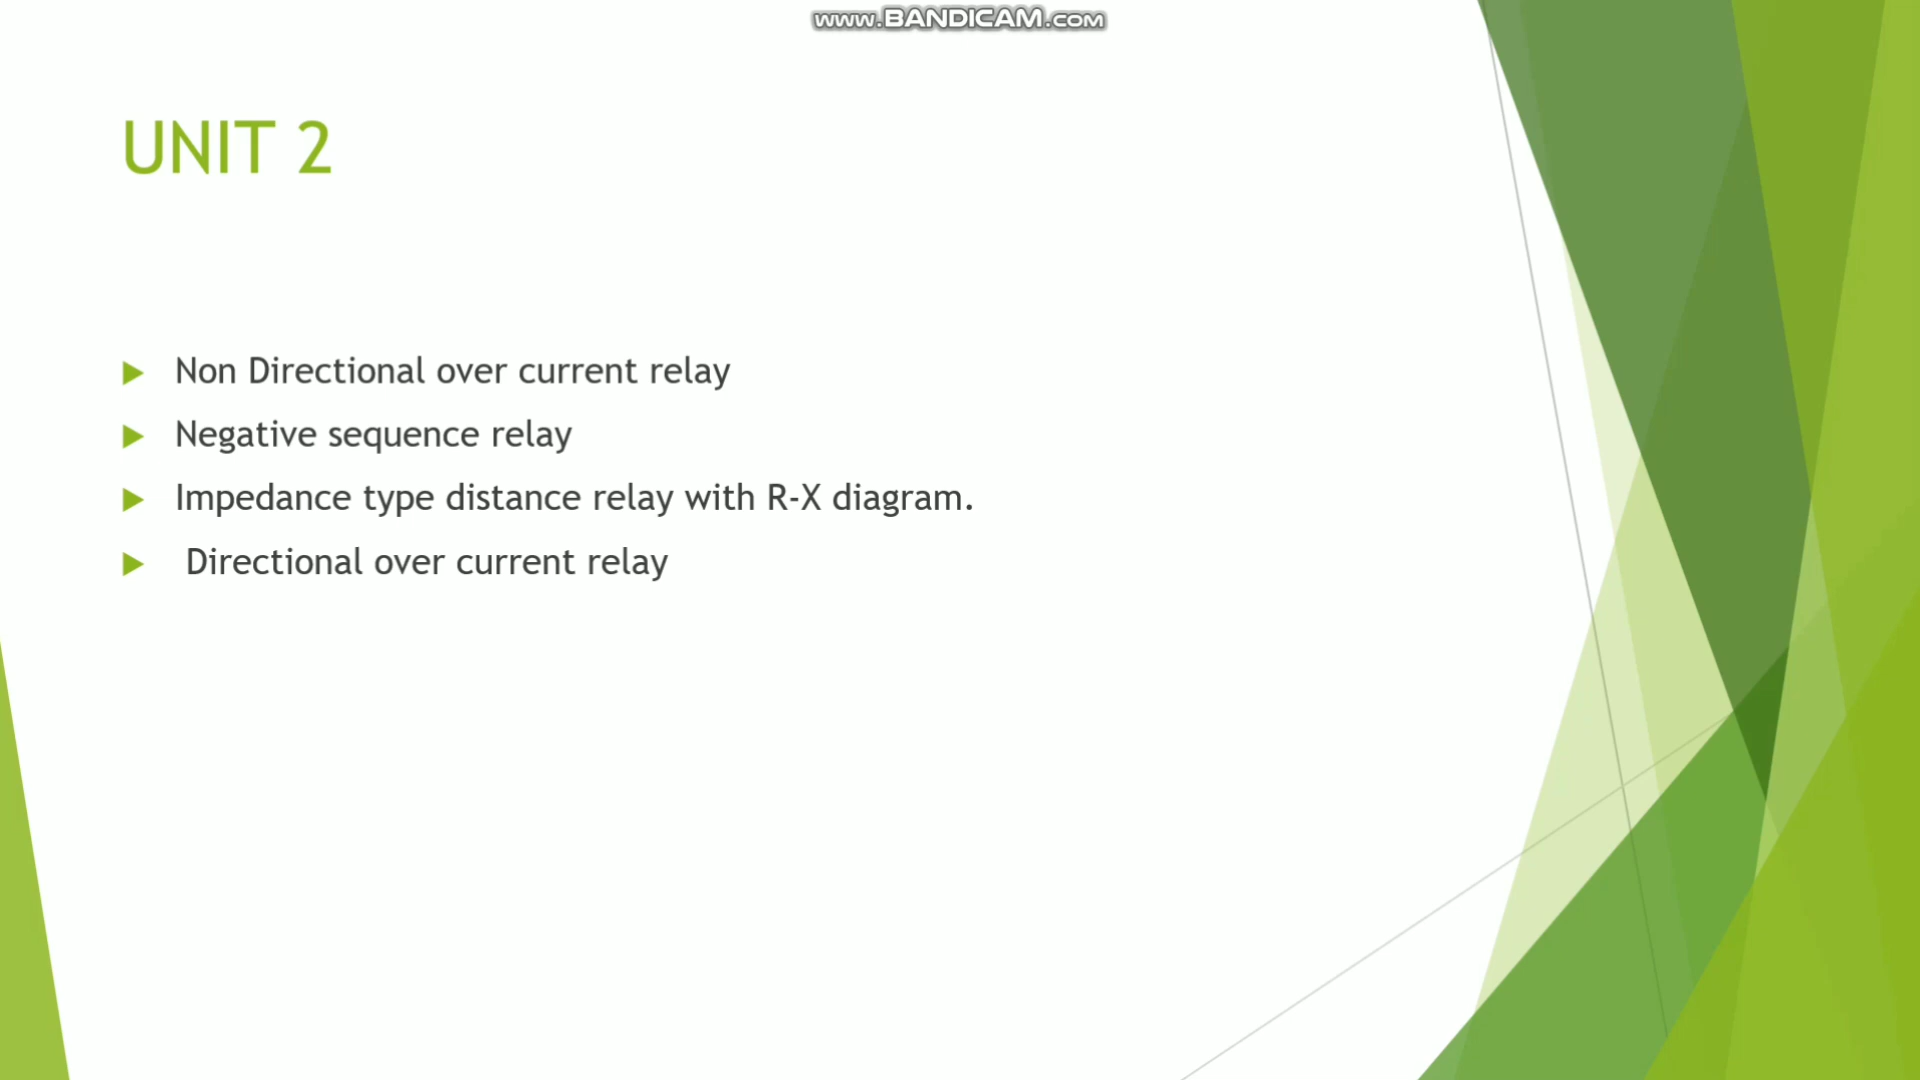 www.BANDICAM.com
UNIT 2
Non Directional over current relay
Negative sequence relay
Impedance type distance relay with R-X diagram.
Directional over current relay